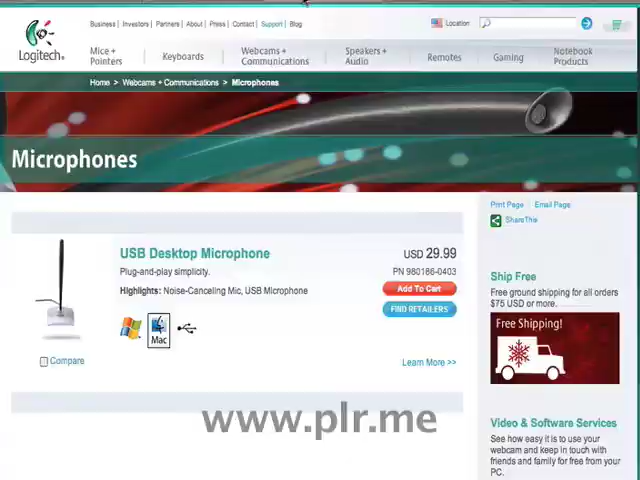 Business | Investors | Partners | About | Press | Contact | Support | Blog
Location
Logitech®
Mice + Pointers
Keyboards
Webcams + Communications
Speakers + Audio
Remotes
Gaming
Notebook Products
Home > Webcams + Communications > Microphones
Microphones
Print Page | Email Page
ShareThis
USB Desktop Microphone
USD 29.99
Plug-and-play simplicity.
PN 980186-0403
Highlights: Noise-Canceling Mic, USB Microphone
Add To Cart
FIND RETAILERS
Mac
Compare
Learn More >>
Ship Free
Free ground shipping for all orders
$75 USD or more.
Free Shipping!
www.plr.me
Video & Software Services
See how easy it is to use your
webcam and keep in touch with
friends and family for free from your
PC.